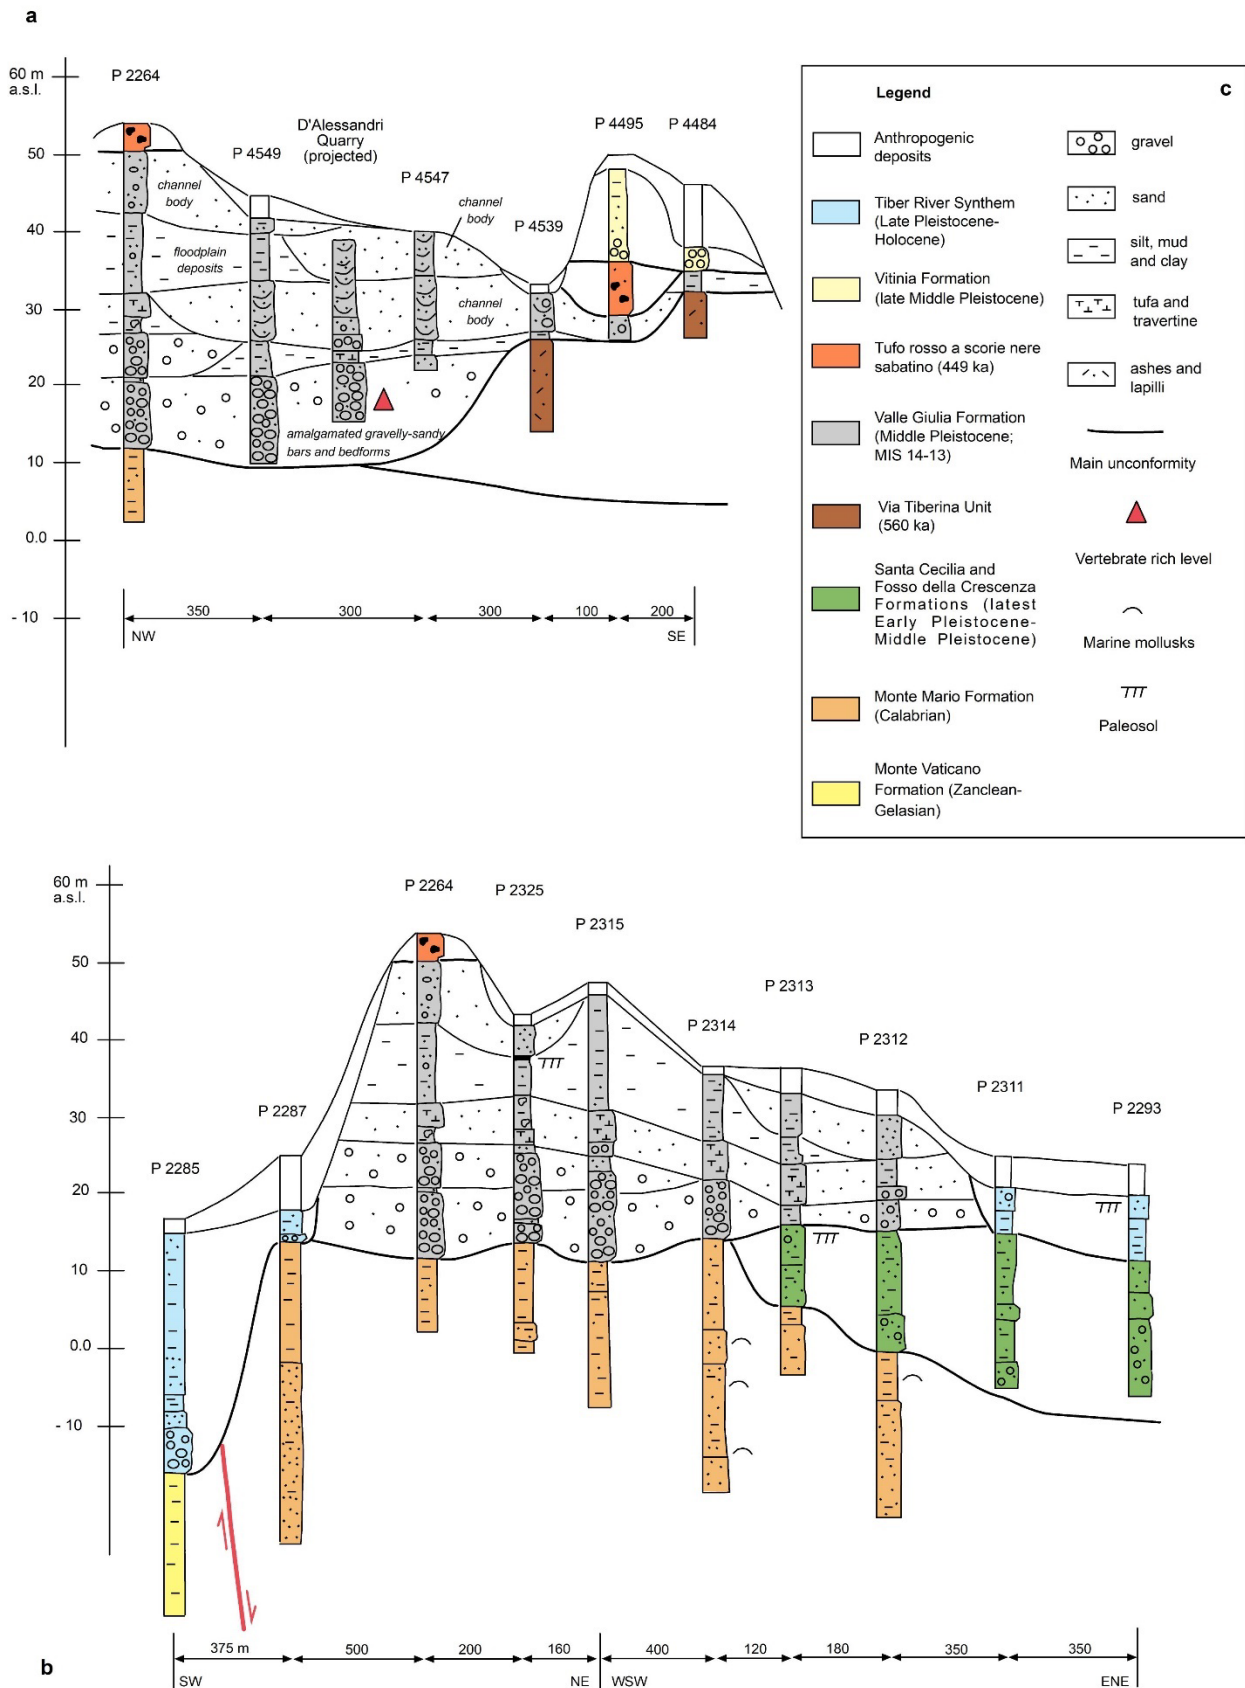 a
60 m
a.s.l.
50
40
30
20
10
0.0
- 10
P 2264
P 4549
D'Alessandri
Quarry
(projected)
P 4547
P 4539
P 4495
P 4484
channel
body
channel
body
floodplain
deposits
channel
body
amalgamated gravelly-sandy
bars and bedforms
350
300
300
100
200
NW
SE
c
Legend
Anthropogenic
deposits
Tiber River Synthem
(Late Pleistocene-
Holocene)
Vitinia Formation
(late Middle Pleistocene)
Tufo rosso a scorie nere
sabatino (449 ka)
Valle Giulia Formation
(Middle Pleistocene;
MIS 14-13)
Via Tiberina Unit
(560 ka)
Santa Cecilia and
Fosso della Crescenza
Formations (latest
Early Pleistocene-
Middle Pleistocene)
Monte Mario Formation
(Calabrian)
Monte Vaticano
Formation (Zanclean-
Gelasian)
gravel
sand
silt, mud
and clay
tufa and
travertine
ashes and
lapilli
Main unconformity
Vertebrate rich level
Marine mollusks
Paleosol
60 m
a.s.l.
50
40
30
20
10
0.0
- 10
P 2285
P 2287
P 2264
P 2325
P 2315
P 2314
P 2313
P 2312
P 2311
P 2293
375 m
500
200
160
400
120
180
350
350
SW
NE
WSW
ENE
b